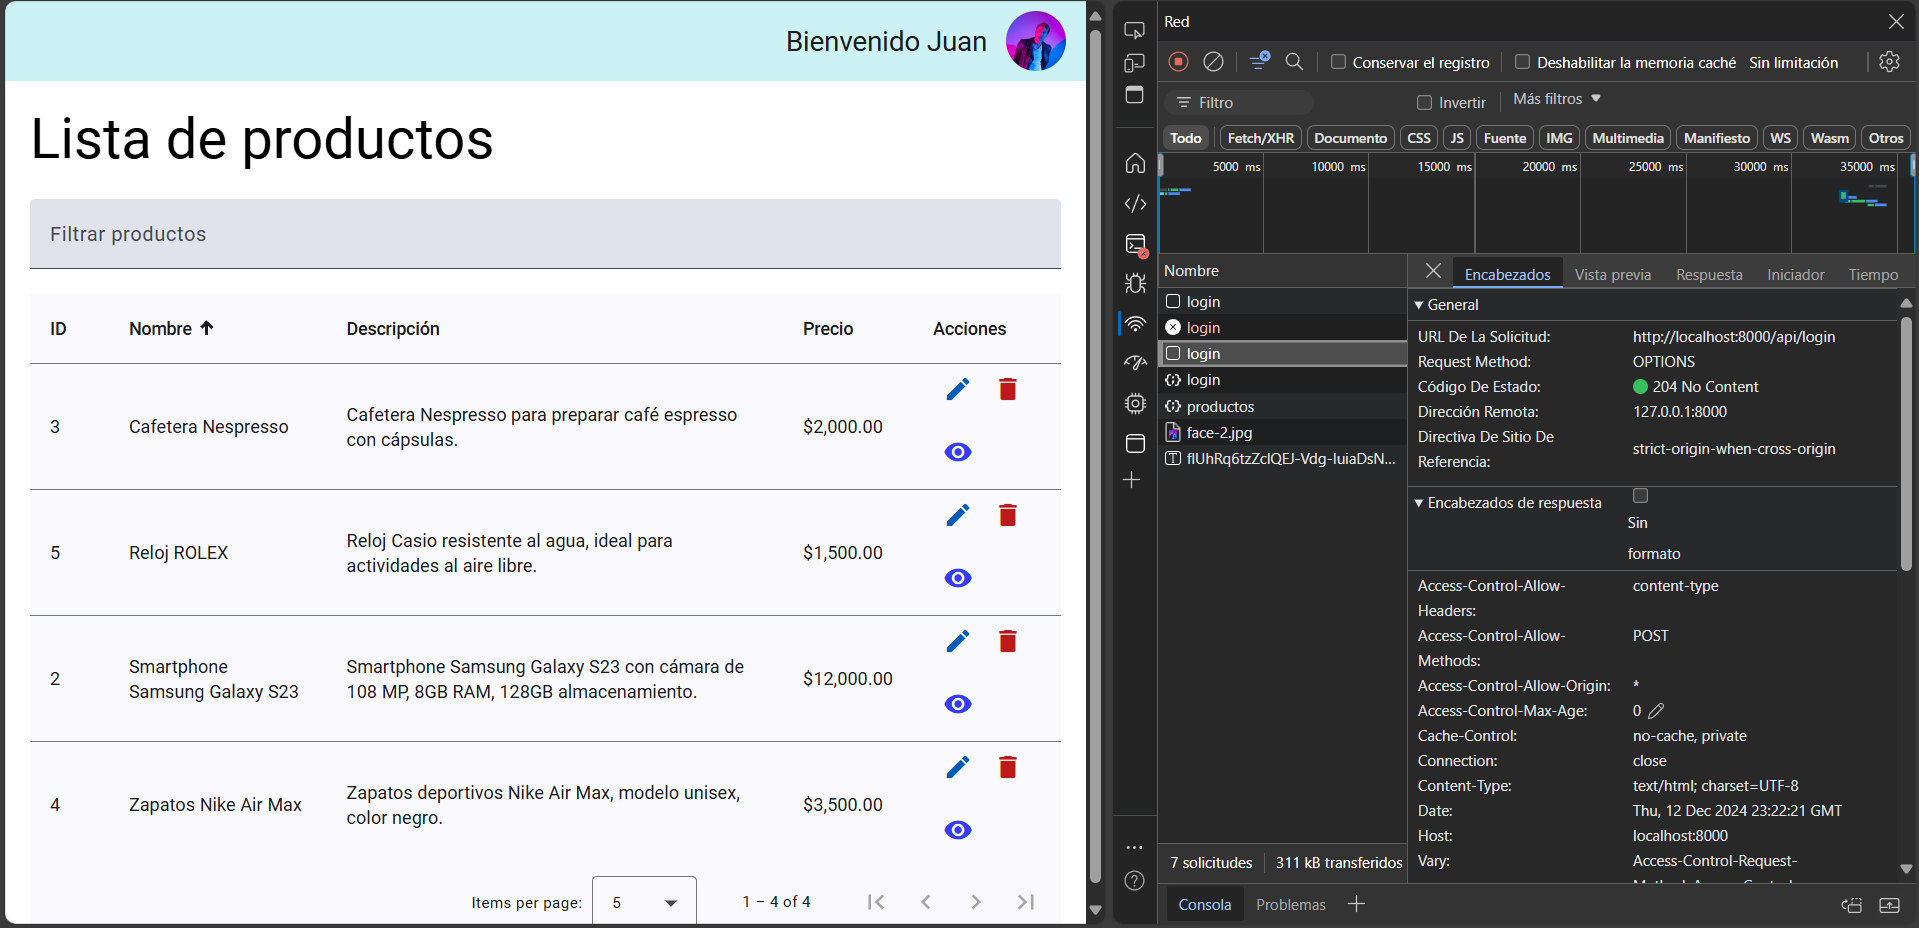 Bienvenido Juan
Lista de productos
Filtrar productos
ID Nombre Descripción Precio Acciones
3 Cafetera Nespresso Cafetera Nespresso para preparar café espresso con cápsulas. $2,000.00
5 Reloj ROLEX Reloj Casio resistente al agua, ideal para actividades al aire libre. $1,500.00
2 Smartphone Samsung Galaxy S23 Smartphone Samsung Galaxy S23 con cámara de 108 MP, 8GB RAM, 128GB almacenamiento. $12,000.00
4 Zapatos Nike Air Max Zapatos deportivos Nike Air Max, modelo unisex, color negro. $3,500.00
Items per page: 5 1 – 4 of 4
Red
Conservar el registro Deshabilitar la memoria caché Sin limitación
Filtro Invertir Más filtros
Todo Fetch/XHR Documento CSS JS Fuente IMG Multimedia Manifiesto WS Wasm Otros
5000 ms 10000 ms 15000 ms 20000 ms 25000 ms 30000 ms 35000 ms
Nombre
login
login
login
login
productos
face-2.jpg
7 solicitudes 311 kB transferidos
Encabezados Vista previa Respuesta Iniciador Tiempo
General
URL De La Solicitud: http://localhost:8000/api/login
Request Method: OPTIONS
Código De Estado: 204 No Content
Dirección Remota: 127.0.0.1:8000
Directiva De Sitio De Referencia: strict-origin-when-cross-origin
Encabezados de respuesta Sin formato
Access-Control-Allow-Headers: content-type
Access-Control-Allow-Methods: POST
Access-Control-Allow-Origin: *
Access-Control-Max-Age: 0
Cache-Control: no-cache, private
Connection: close
Content-Type: text/html; charset=UTF-8
Date: Thu, 12 Dec 2024 23:22:21 GMT
Host: localhost:8000
Vary: Access-Control-Request-
Consola Problemas